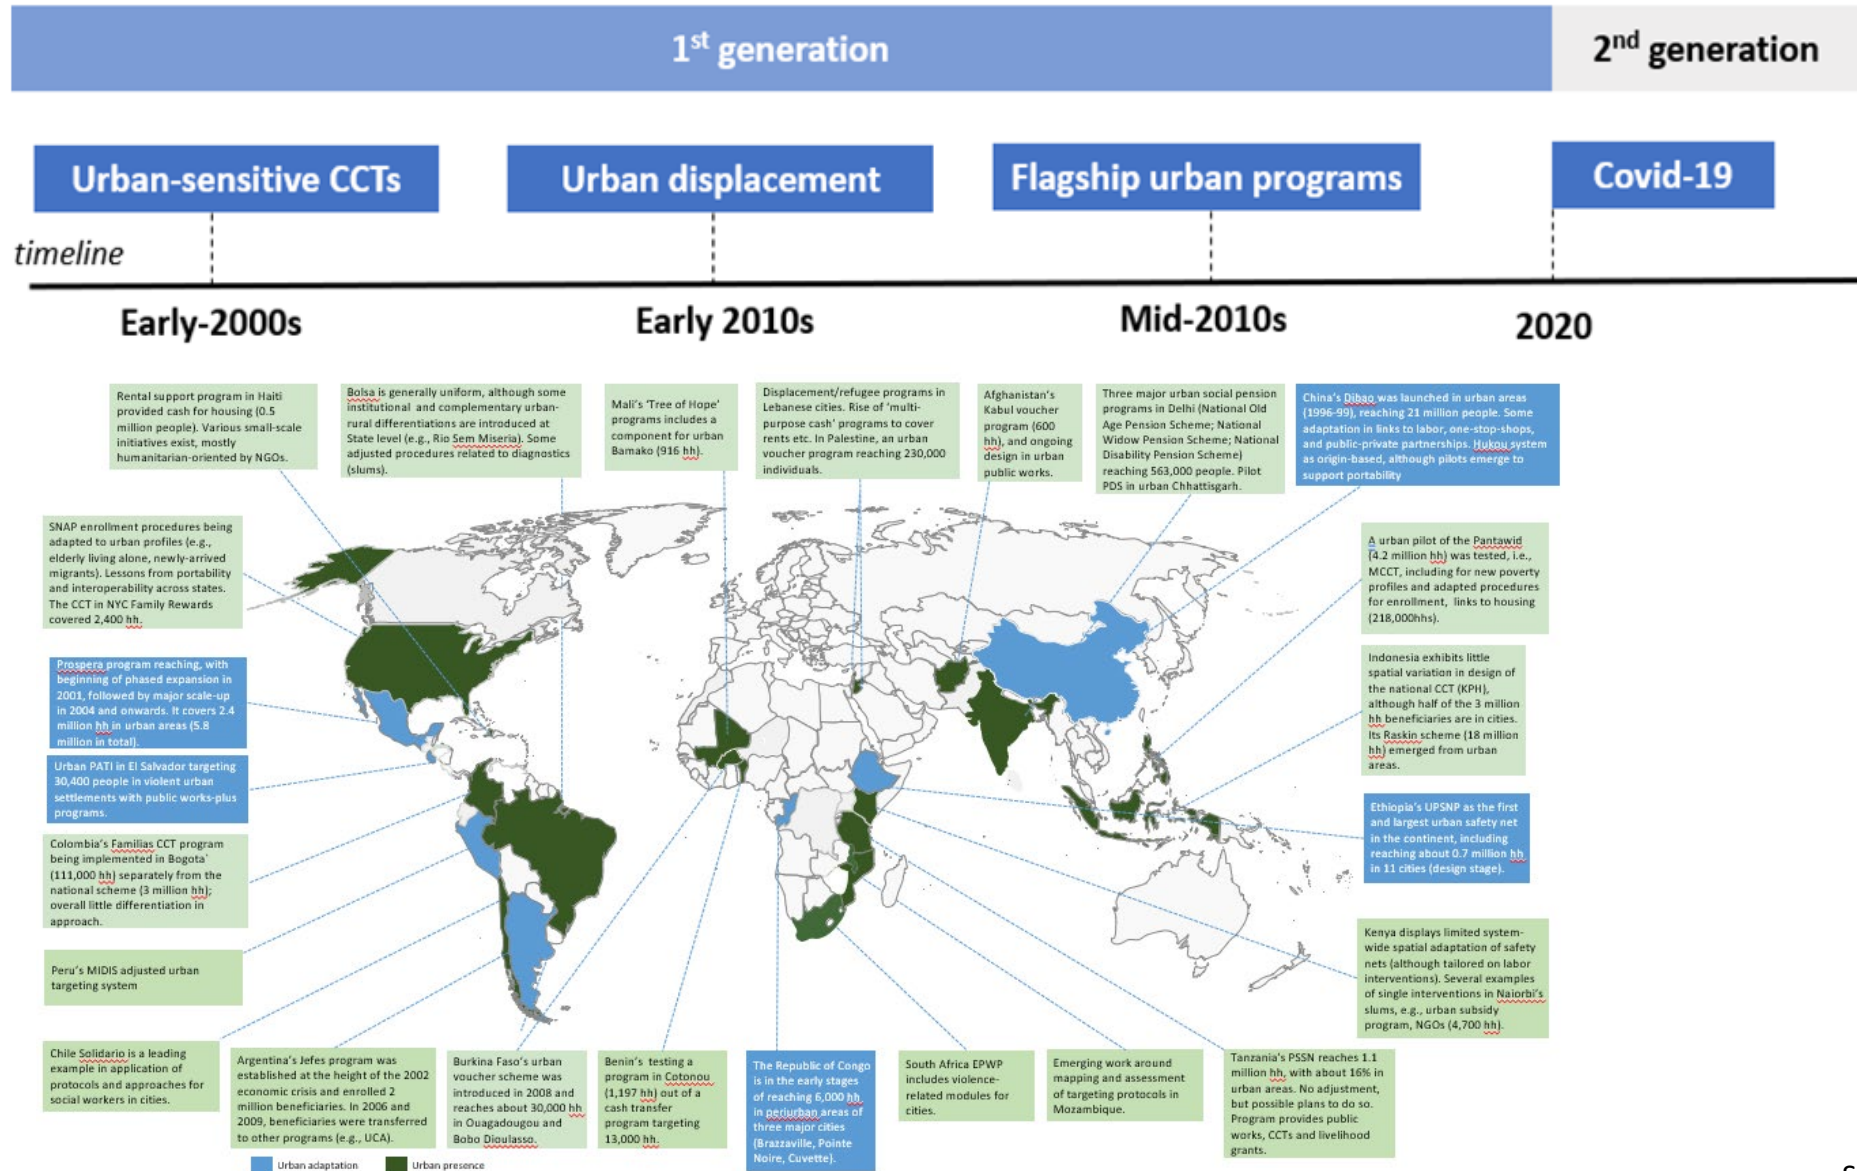 1st generation
2nd generation
Urban-sensitive CCTs
Urban displacement
Flagship urban programs
Covid-19
timeline
Early-2000s
Early 2010s
Mid-2010s
2020
Rental support program in Haiti
provided cash for housing (0.5
million people). Various small-scale
initiatives exist, mostly
humanitarian-oriented by NGOs.
Bolsa is generally uniform, although some
institutional and complementary urban-
rural differentiations are introduced at
State level (e.g., Rio Sem Miseria). Some
adjusted procedures related to diagnostics
(slums).
Mali's 'Tree of Hope'
programs includes a
component for urban
Bamako (916 hh).
Displacement/refugee programs in
Lebanese cities. Rise of 'multi-
purpose cash' programs to cover
rents etc. In Palestine, an urban
voucher program reaching 230,000
individuals.
Afghanistan's
Kabul voucher
program (600
hh), and ongoing
design in urban
public works.
Three major urban social pension
programs in Delhi (National Old
Age Pension Scheme; National
Widow Pension Scheme; National
Disability Pension Scheme)
reaching 563,000 people. Pilot
PDS in urban Chhattisgarh.
China's Dibao was launched in urban areas
(1996-99), reaching 21 million people. Some
adaptation in links to labor, one-stop-shops,
and public-private partnerships. Hukou system
as origin-based, although pilots emerge to
support portability
SNAP enrollment procedures being
adapted to urban profiles (e.g.,
elderly living alone, newly-arrived
migrants). Lessons from portability
and interoperability across states.
The CCT in NYC Family Rewards
covered 2,400 hh.
A urban pilot of the Pantawid
(4.2 million hh) was tested, i.e.,
MCCT, including for new poverty
profiles and adapted procedures
for enrollment, links to housing
(218,000hhs).
Prospera program reaching, with
beginning of phased expansion in
2001, followed by major scale-up
in 2004 and onwards. It covers 2.4
million hh in urban areas (5.8
million in total).
Indonesia exhibits little
spatial variation in design of
the national CCT (KPH),
although half of the 3 million
hh beneficiaries are in cities.
Its Raskin scheme (18 million
hh) emerged from urban
areas.
Urban PATI in El Salvador targeting
30,400 people in violent urban
settlements with public works-plus
programs.
Ethiopia's UPSNP as the first
and largest urban safety net
in the continent, including
reaching about 0.7 million hh
in 11 cities (design stage).
Colombia's Familias CCT program
being implemented in Bogota'
(111,000 hh) separately from the
national scheme (3 million hh);
overall little differentiation in
approach.
Kenya displays limited system-
wide spatial adaptation of safety
nets (although tailored on labor
interventions). Several examples
of single interventions in Naiorbi's
slums, e.g., urban subsidy
program, NGOs (4,700 hh).
Peru's MIDIS adjusted urban
targeting system
Chile Solidario is a leading
example in application of
protocols and approaches for
social workers in cities.
Argentina's Jefes program was
established at the height of the 2002
economic crisis and enrolled 2
million beneficiaries. In 2006 and
2009, beneficiaries were transferred
to other programs (e.g., UCA).
Burkina Faso's urban
voucher scheme was
introduced in 2008 and
reaches about 30,000 hh
in Ouagadougou and
Bobo Dioulasso.
Benin's testing a
program in Cotonou
(1,197 hh) out of a
cash transfer
program targeting
13,000 hh.
The Republic of Congo
is in the early stages
of reaching 6,000 hh
in periurban areas of
three major cities
(Brazzaville, Pointe
Noire, Cuvette).
South Africa EPWP
includes violence-
related modules for
cities.
Emerging work around
mapping and assessment
of targeting protocols in
Mozambique.
Tanzania's PSSN reaches 1.1
million hh, with about 16% in
urban areas. No adjustment,
but possible plans to do so.
Program provides public
works, CCTs and livelihood
grants.
Urban adaptation
Urban presence